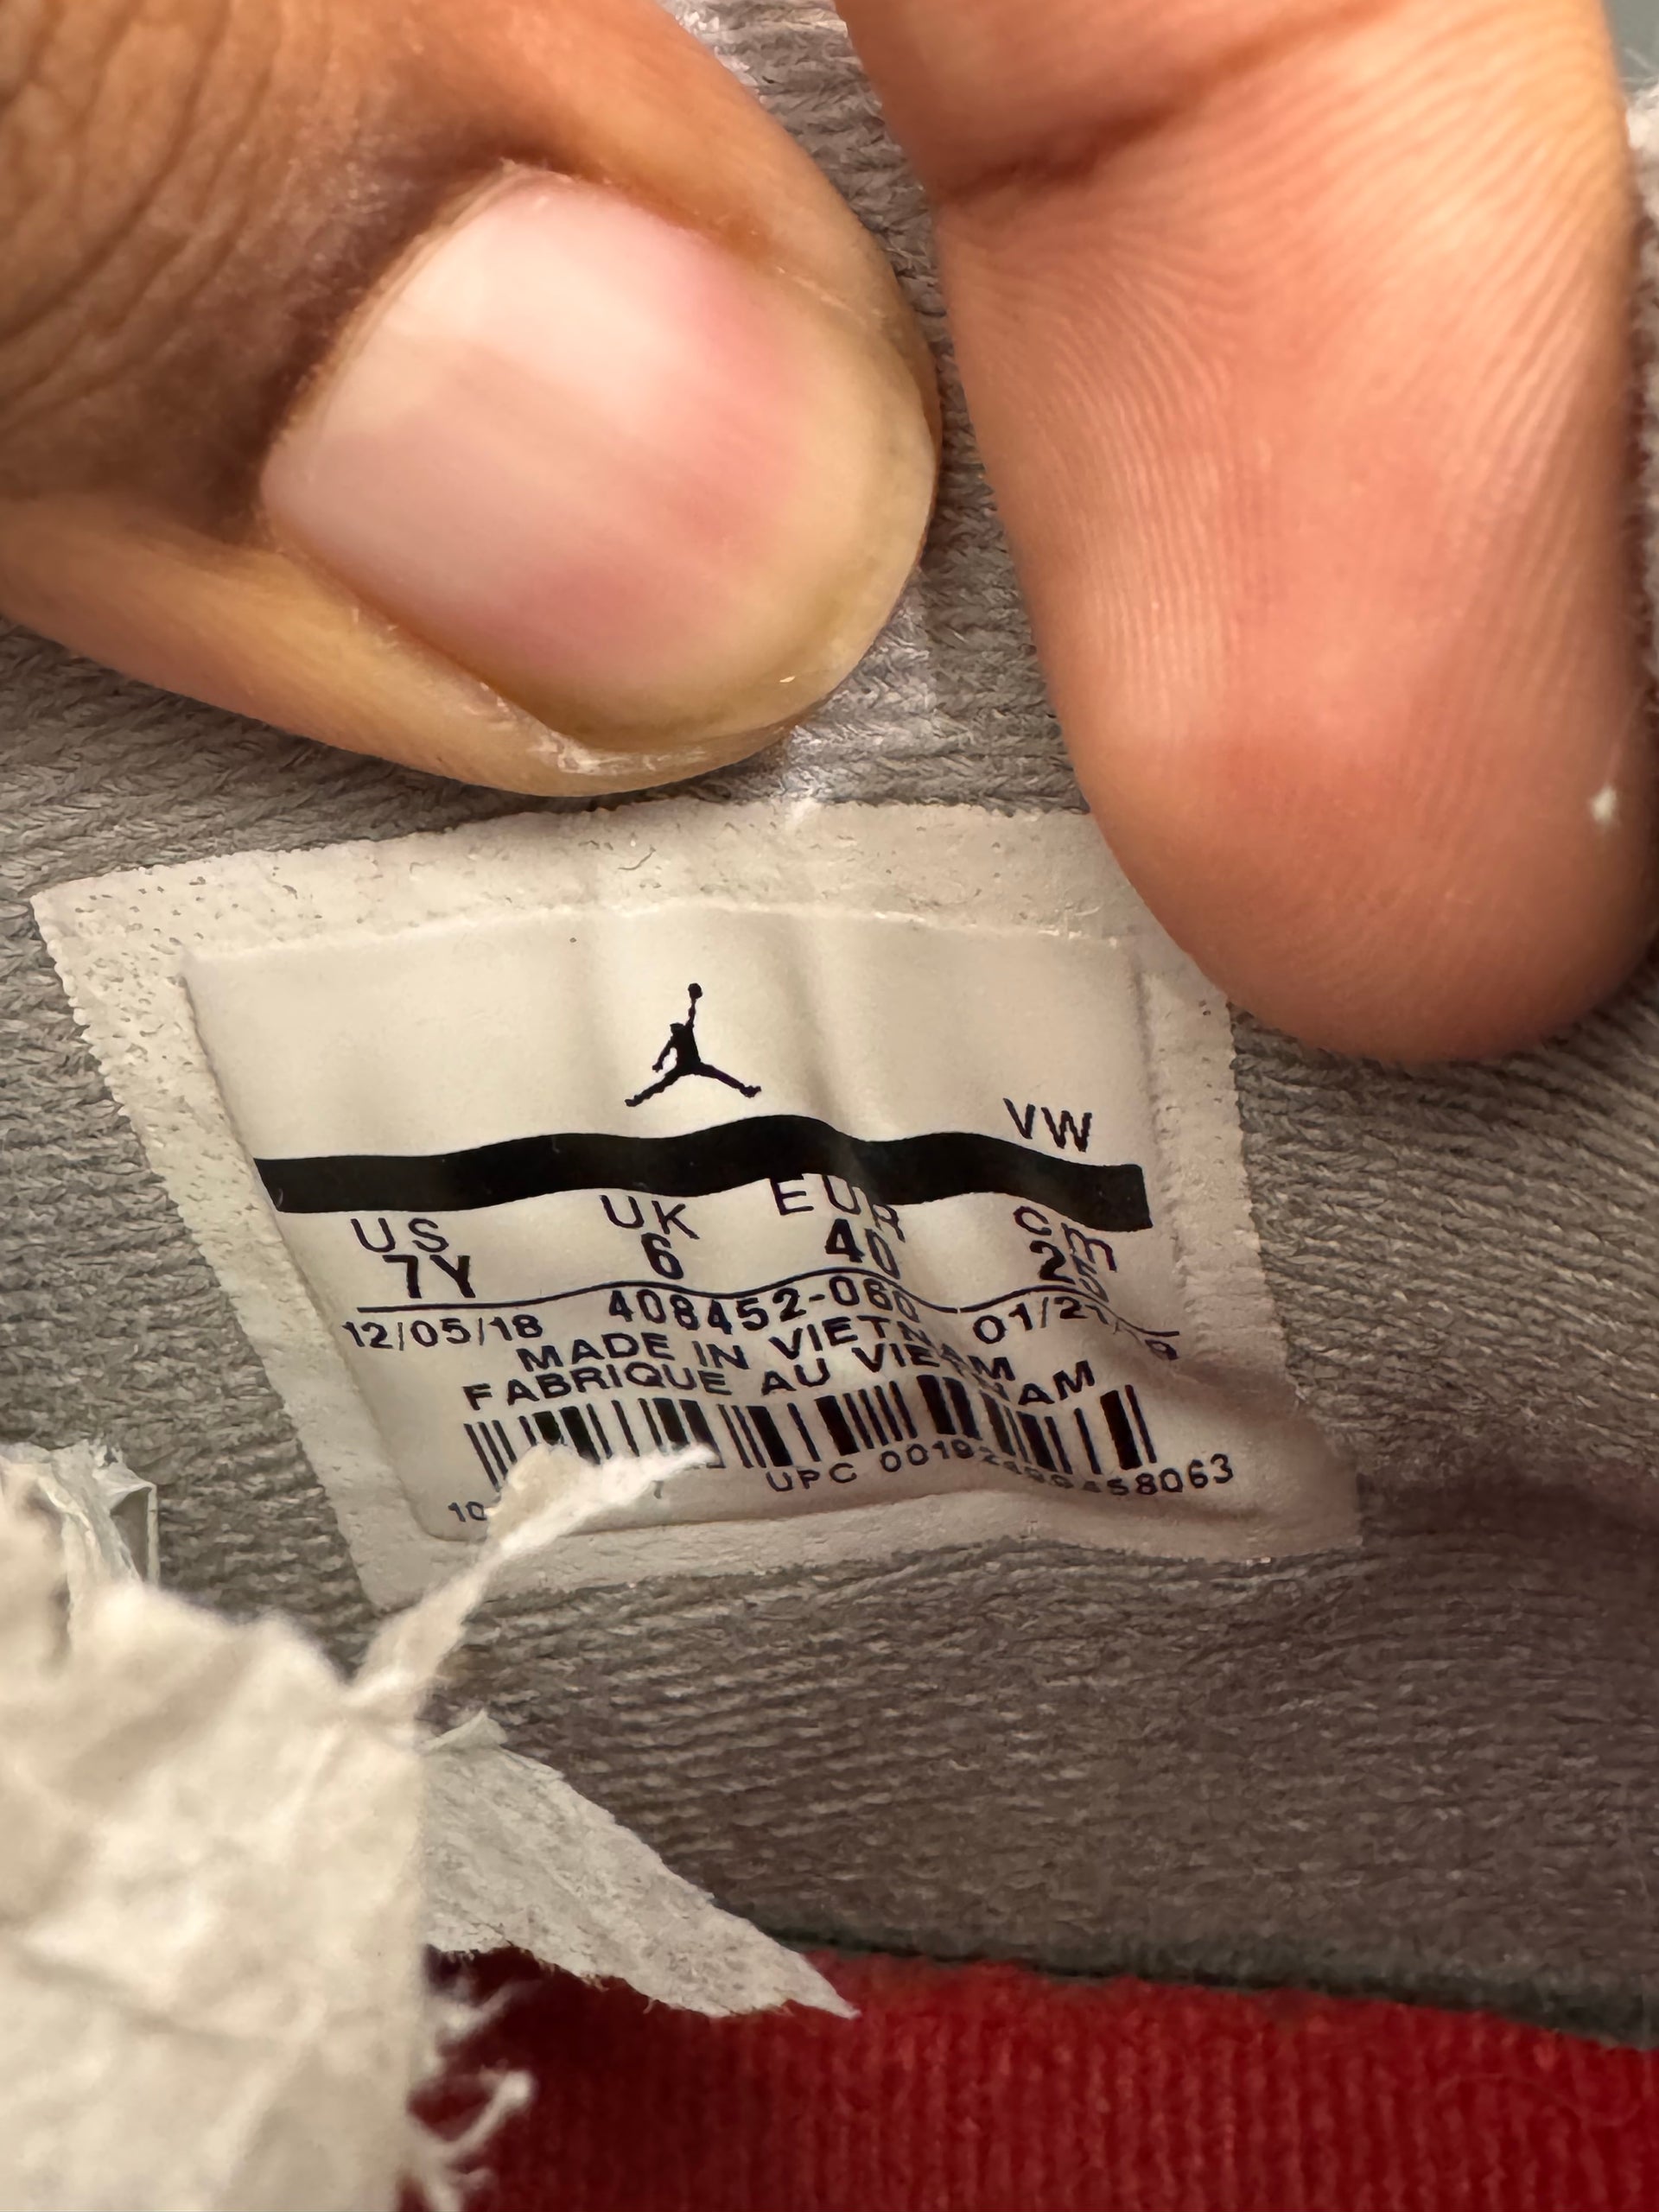 VW
US UK EUR cm
7Y 6 40
12/05/18 408452-060
MADE IN VIETNAM
FABRIQUE AU VIETNAM
UPC